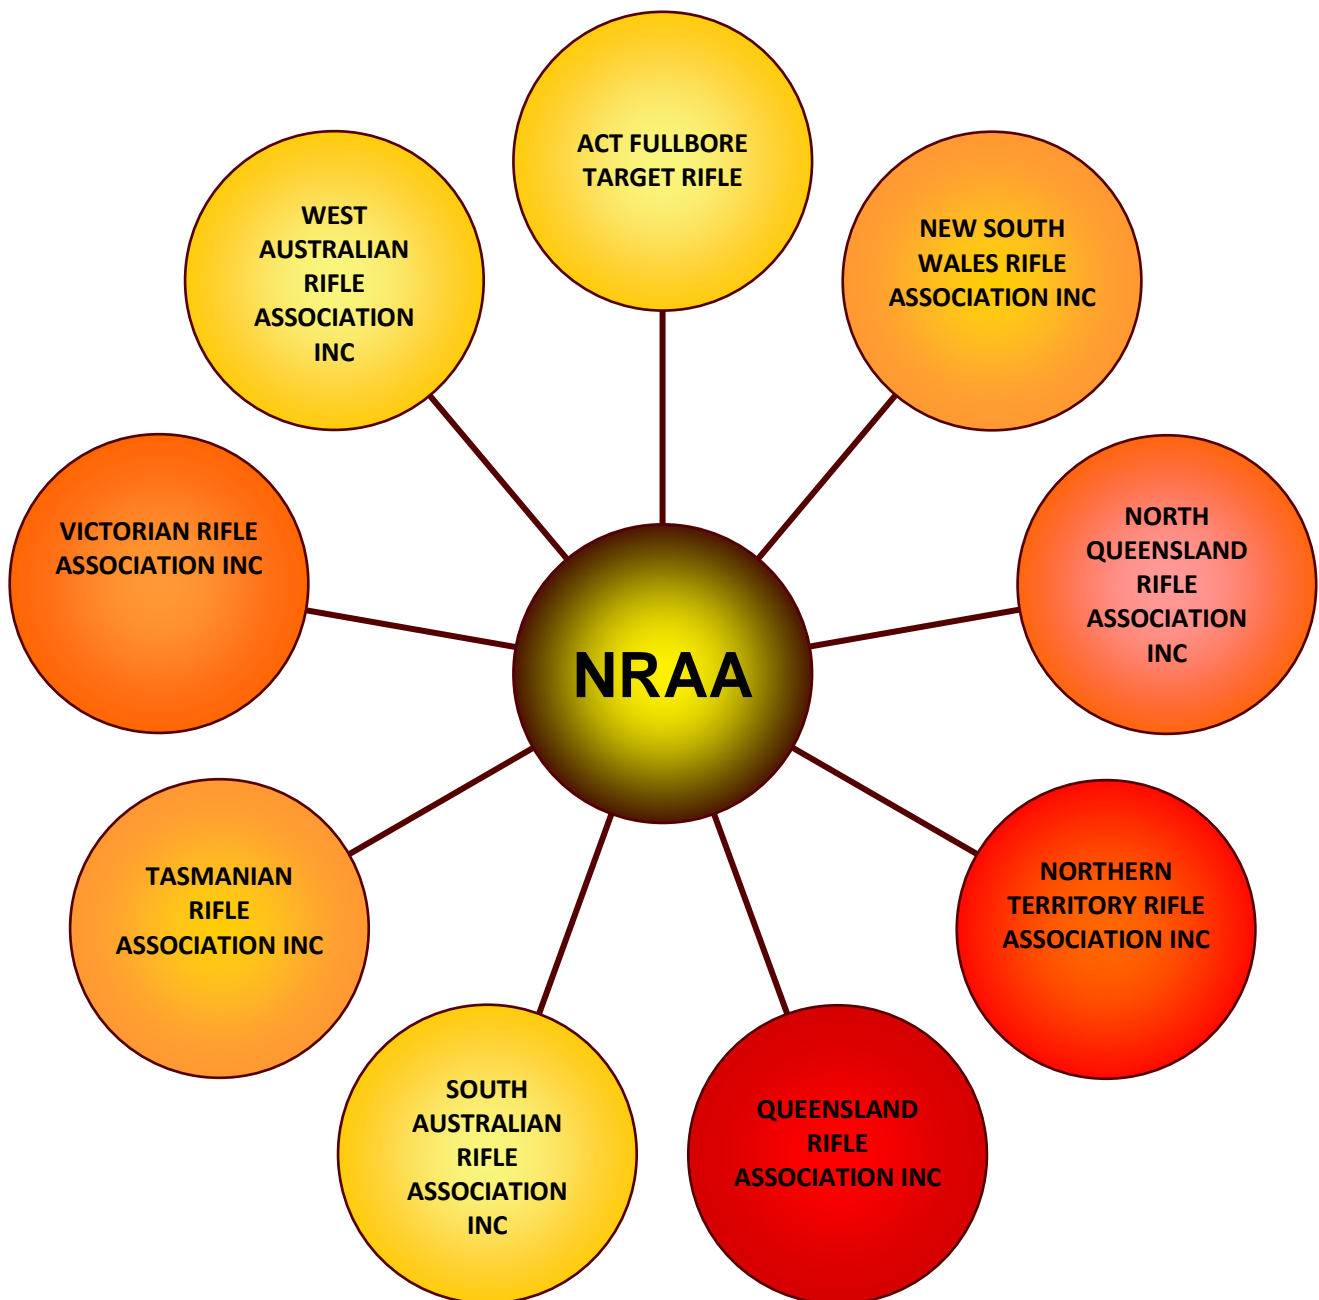 ACT FULLBORE
TARGET RIFLE
NEW SOUTH
WALES RIFLE
ASSOCIATION INC
NORTH
QUEENSLAND
RIFLE
ASSOCIATION
INC
NORTHERN
TERRITORY RIFLE
ASSOCIATION INC
QUEENSLAND
RIFLE
ASSOCIATION INC
SOUTH
AUSTRALIAN
RIFLE
ASSOCIATION
INC
TASMANIAN
RIFLE
ASSOCIATION INC
VICTORIAN RIFLE
ASSOCIATION INC
WEST
AUSTRALIAN
RIFLE
ASSOCIATION
INC
NRAA